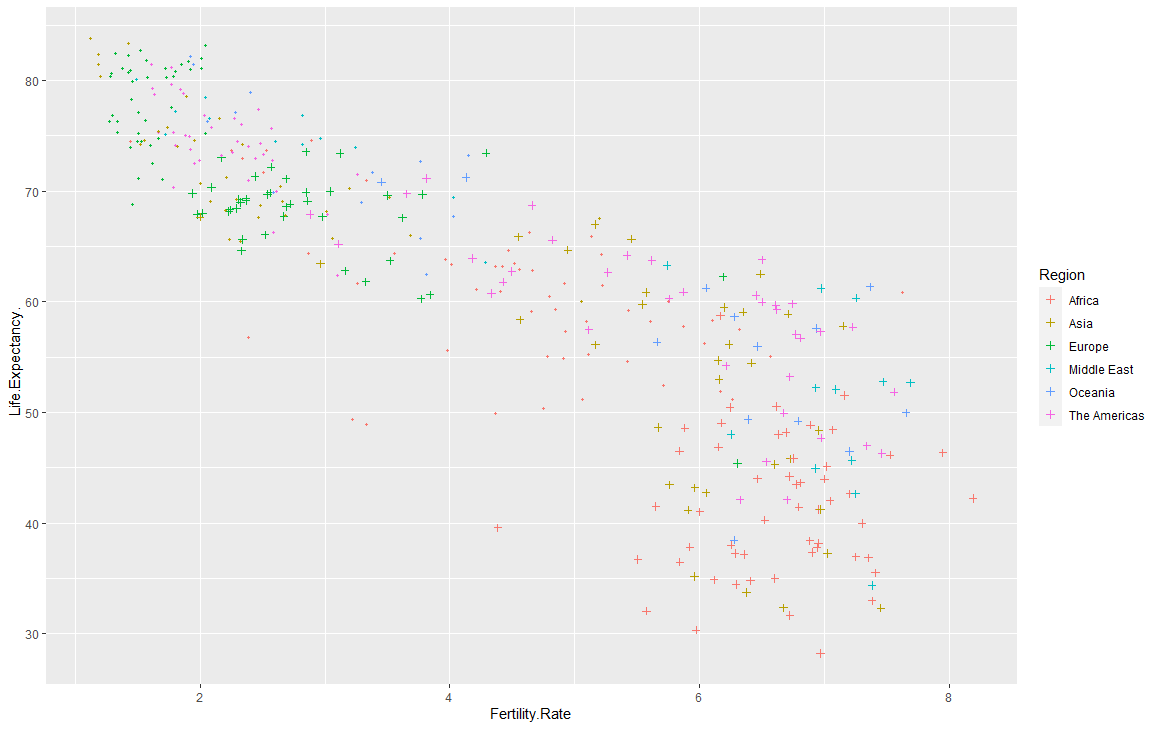 80
70
60
50
40
30
Life.Expectancy.
2
4
6
8
Fertility.Rate
Region
Africa
Asia
Europe
Middle East
Oceania
The Americas